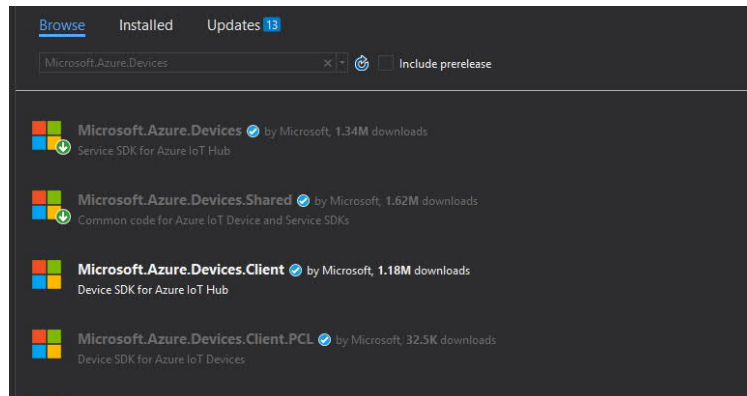 Browse Installed Updates 13
Microsoft.Azure.Devices Include prerelease
Microsoft.Azure.Devices by Microsoft, 1.34M downloads
Service SDK for Azure IoT Hub
Microsoft.Azure.Devices.Shared by Microsoft, 1.62M downloads
Common code for Azure IoT Device and Service SDKs
Microsoft.Azure.Devices.Client by Microsoft, 1.18M downloads
Device SDK for Azure IoT Hub
Microsoft.Azure.Devices.Client.PCL by Microsoft, 32.5K downloads
Device SDK for Azure IoT Devices